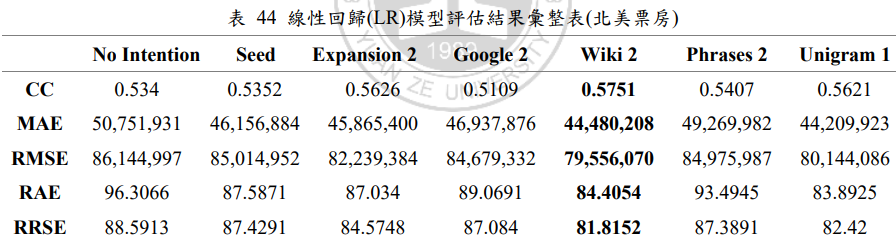 表 44 線性回歸(LR)模型評估結果彙整表(北美票房)
No Intention Seed Expansion 2 Google 2 Wiki 2 Phrases 2 Unigram 1
CC 0.534 0.5352 0.5626 0.5109 0.5751 0.5407 0.5621
MAE 50,751,931 46,156,884 45,865,400 46,937,876 44,480,208 49,269,982 44,209,923
RMSE 86,144,997 85,014,952 82,239,384 84,679,332 79,556,070 84,975,987 80,144,086
RAE 96.3066 87.5871 87.034 89.0691 84.4054 93.4945 83.8925
RRSE 88.5913 87.4291 84.5748 87.084 81.8152 87.3891 82.42